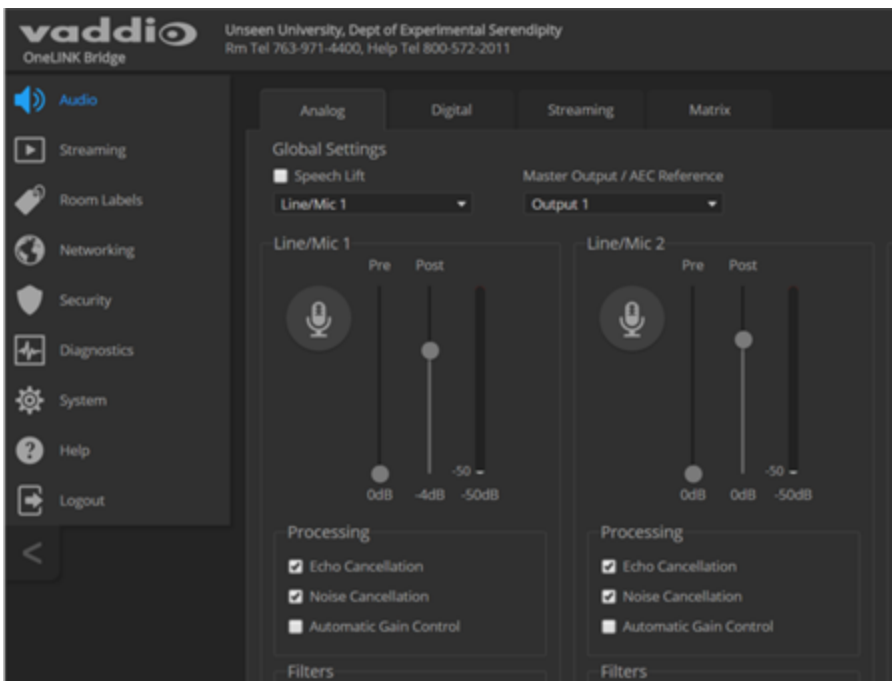 vaddio
OneLINK Bridge
Unseen University, Dept of Experimental Serendipity
Rm Tel 763-971-4400, Help Tel 800-572-2011
Audio
Streaming
Room Labels
Networking
Security
Diagnostics
System
Help
Logout
<
Analog Digital Streaming Matrix
Global Settings
Speech Lift Master Output / AEC Reference
Line/Mic 1 Output 1
Line/Mic 1
Pre Post
-50
0dB -4dB -50dB
Processing
Echo Cancellation
Noise Cancellation
Automatic Gain Control
Filters
Line/Mic 2
Pre Post
-50
0dB 0dB -50dB
Processing
Echo Cancellation
Noise Cancellation
Automatic Gain Control
Filters